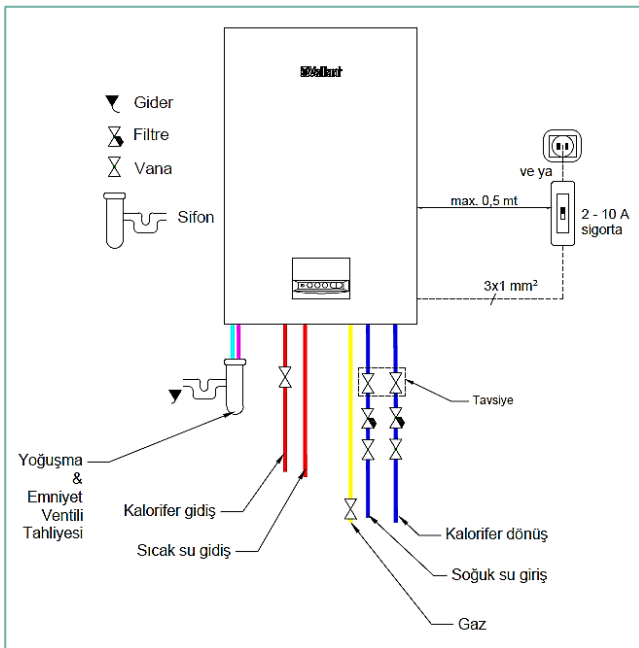 Gider
Filtre
Vana
Sifon
ve ya
max. 0,5 mt
2 - 10 A
sigorta
3x1 mm²
Tavsiye
Yoğuşma
&
Emniyet
Ventili
Tahliyesi
Kalorifer gidiş
Sıcak su gidiş
Kalorifer dönüş
Soğuk su giriş
Gaz